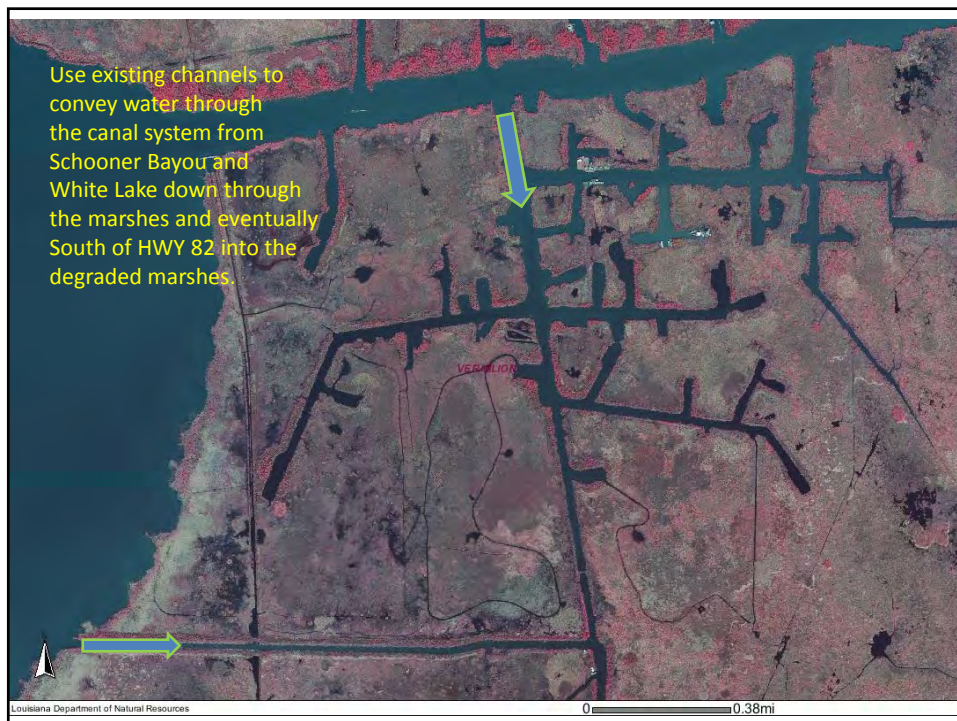 Use existing channels to
convey water through
the canal system from
Schooner Bayou and
White Lake down through
the marshes and eventually
South of HWY 82 into the
degraded marshes.
VERMILION
Louisiana Department of Natural Resources
0 0.38mi